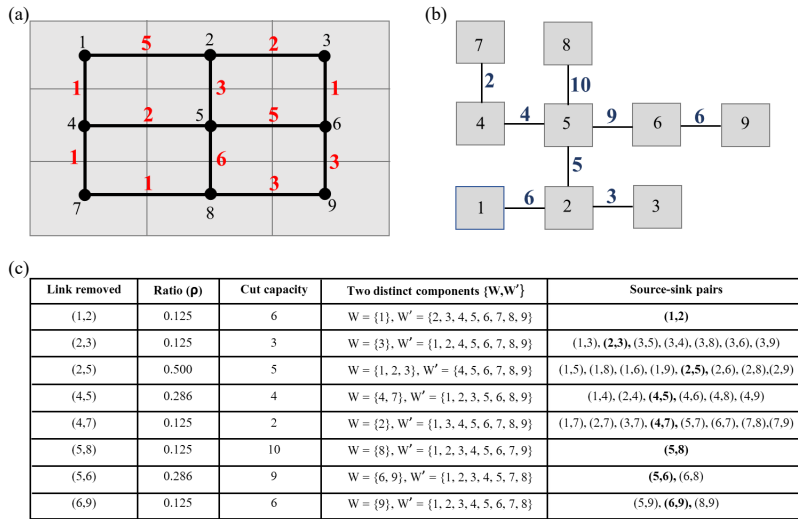 (a)
1 5 2 2 3
1 3 1
4 2 5 5 6
1 6 3
7 1 8 3 9
(b)
7 8
2 10
4 4 5 9 6 6 9
5
1 6 2 3 3
(c)
Link removed Ratio (ρ) Cut capacity Two distinct components {W,W′} Source-sink pairs
(1,2) 0.125 6 W = {1}, W′ = {2, 3, 4, 5, 6, 7, 8, 9} (1,2)
(2,3) 0.125 3 W = {3}, W′ = {1, 2, 4, 5, 6, 7, 8, 9} (1,3), (2,3), (3,5), (3,4), (3,8), (3,6), (3,9)
(2,5) 0.500 5 W = {1, 2, 3}, W′ = {4, 5, 6, 7, 8, 9} (1,5), (1,8), (1,6), (1,9), (2,5), (2,6), (2,8),(2,9)
(4,5) 0.286 4 W = {4, 7}, W′ = {1, 2, 3, 5, 6, 8, 9} (1,4), (2,4), (4,5), (4,6), (4,8), (4,9)
(4,7) 0.125 2 W = {2}, W′ = {1, 3, 4, 5, 6, 7, 8, 9} (1,7), (2,7), (3,7), (4,7), (5,7), (6,7), (7,8),(7,9)
(5,8) 0.125 10 W = {8}, W′ = {1, 2, 3, 4, 5, 6, 7, 9} (5,8)
(5,6) 0.286 9 W = {6, 9}, W′ = {1, 2, 3, 4, 5, 7, 8} (5,6), (6,8)
(6,9) 0.125 6 W = {9}, W′ = {1, 2, 3, 4, 5, 6, 7, 8} (5,9), (6,9), (8,9)